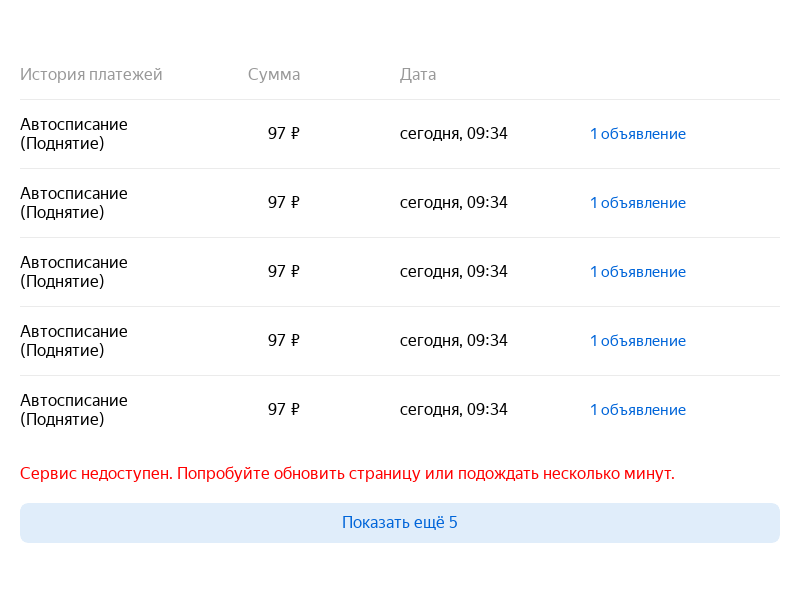 История платежей Сумма Дата
Автосписание
(Поднятие) 97 ₽ сегодня, 09:34 1 объявление
Автосписание
(Поднятие) 97 ₽ сегодня, 09:34 1 объявление
Автосписание
(Поднятие) 97 ₽ сегодня, 09:34 1 объявление
Автосписание
(Поднятие) 97 ₽ сегодня, 09:34 1 объявление
Автосписание
(Поднятие) 97 ₽ сегодня, 09:34 1 объявление
Сервис недоступен. Попробуйте обновить страницу или подождать несколько минут.
Показать ещё 5